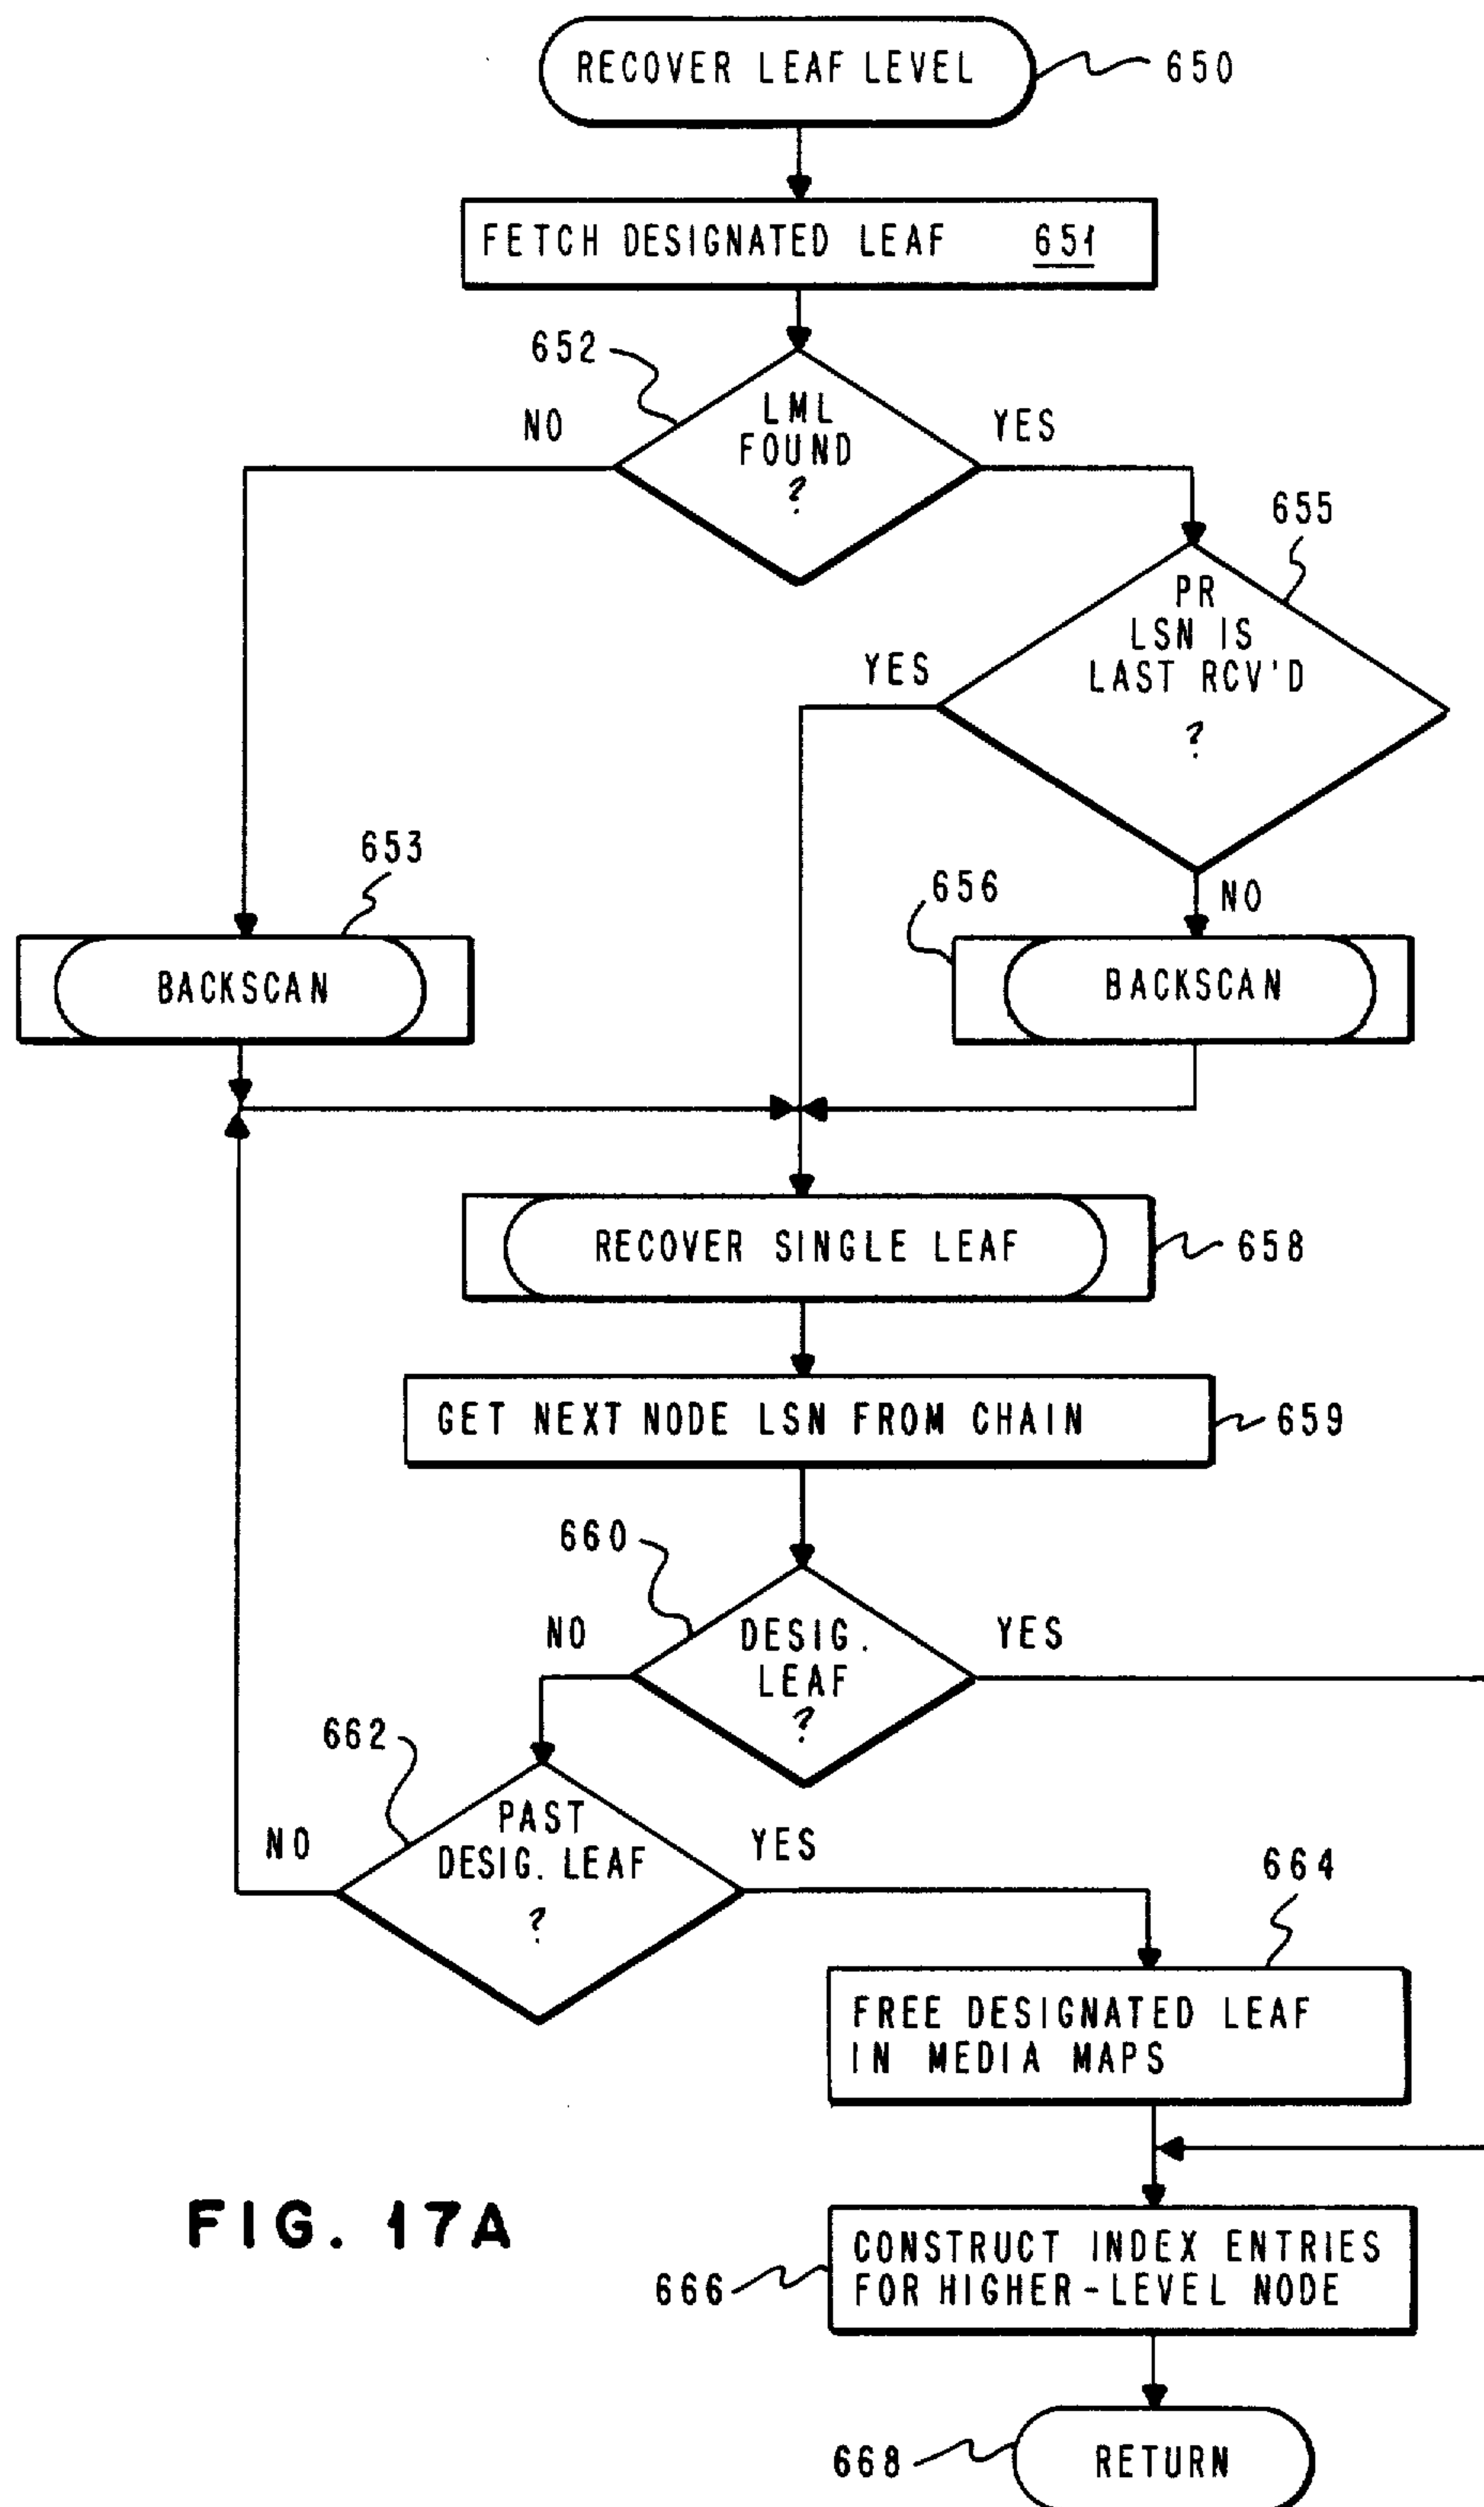 RECOVER LEAF LEVEL
650
FETCH DESIGNATED LEAF 651
652
LML
FOUND
?
NO
YES
655
PR
LSN IS
LAST RCV'D
?
YES
NO
653
BACKSCAN
656
BACKSCAN
RECOVER SINGLE LEAF
658
GET NEXT NODE LSN FROM CHAIN
659
660
DESIG.
LEAF
?
NO
YES
662
PAST
DESIG. LEAF
?
NO
YES
664
FREE DESIGNATED LEAF
IN MEDIA MAPS
FIG. 17A
CONSTRUCT INDEX ENTRIES
FOR HIGHER-LEVEL NODE
666
668
RETURN